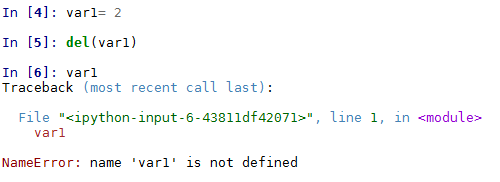 In [4]: var1= 2
In [5]: del(var1)
In [6]: var1
Traceback (most recent call last):
File "<ipython-input-6-43811df42071>", line 1, in <module>
var1
NameError: name 'var1' is not defined